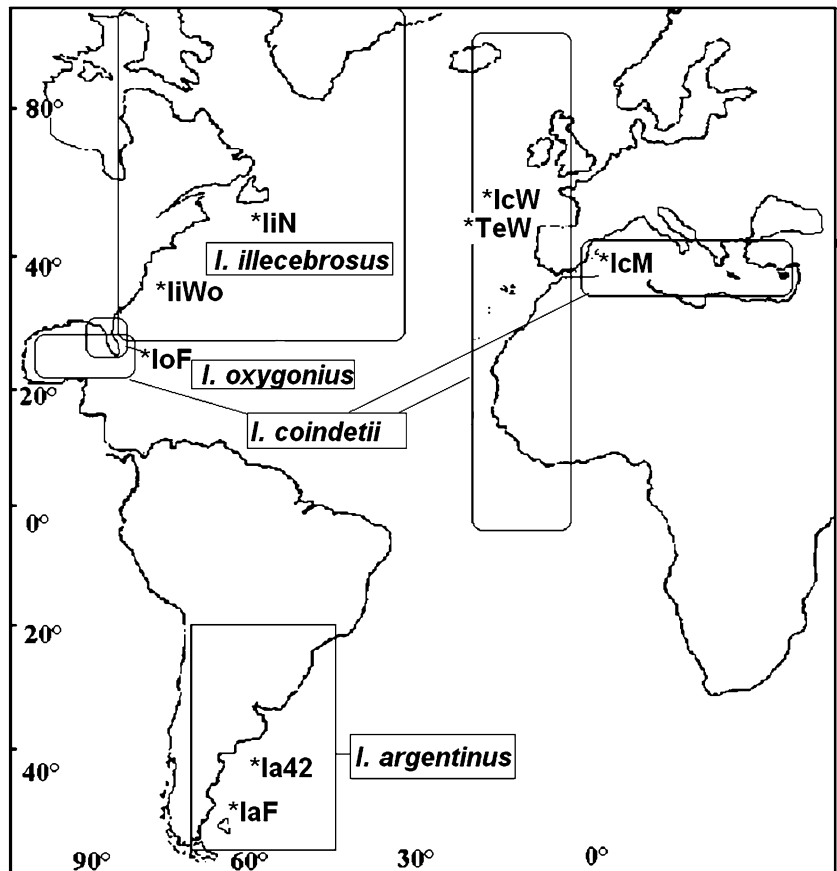 80°
*IiN
*IcW
*TeW
I. illecebrosus
40°
*IcM
*IiWo
*IoF
I. oxygonius
20°
I. coindetii
0°
20°
I. argentinus
*Ia42
40°
*IaF
90°
60°
30°
0°